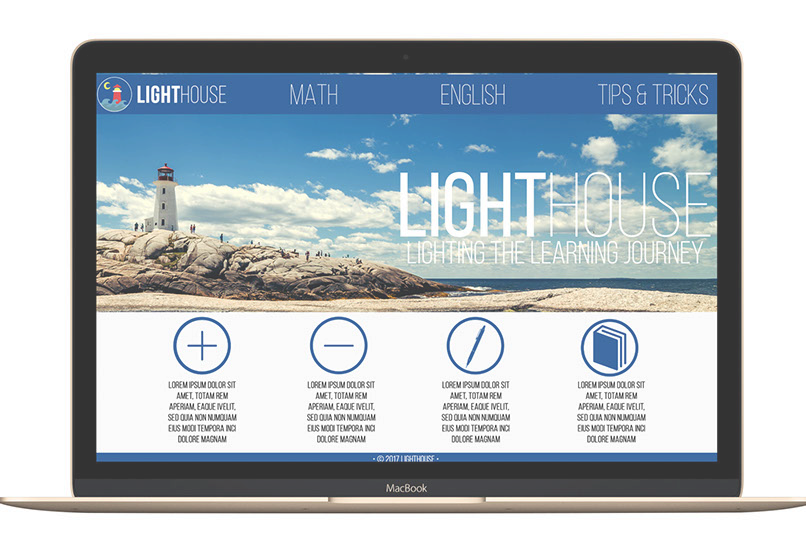 LIGHTHOUSE
MATH
ENGLISH
TIPS & TRICKS
LIGHTHOUSE
LIGHTING THE LEARNING JOURNEY
LOREM IPSUM DOLOR SIT
AMET, TOTAM REM
APERIAM, EAQUE IVELIT,
SED QUIA NON NUMQUAM
EIUS MODI TEMPORA INCI
DOLORE MAGNAM
LOREM IPSUM DOLOR SIT
AMET, TOTAM REM
APERIAM, EAQUE IVELIT,
SED QUIA NON NUMQUAM
EIUS MODI TEMPORA INCI
DOLORE MAGNAM
LOREM IPSUM DOLOR SIT
AMET, TOTAM REM
APERIAM, EAQUE IVELIT,
SED QUIA NON NUMQUAM
EIUS MODI TEMPORA INCI
DOLORE MAGNAM
LOREM IPSUM DOLOR SIT
AMET, TOTAM REM
APERIAM, EAQUE IVELIT,
SED QUIA NON NUMQUAM
EIUS MODI TEMPORA INCI
DOLORE MAGNAM
• © 2017 LIGHTHOUSE •
MacBook